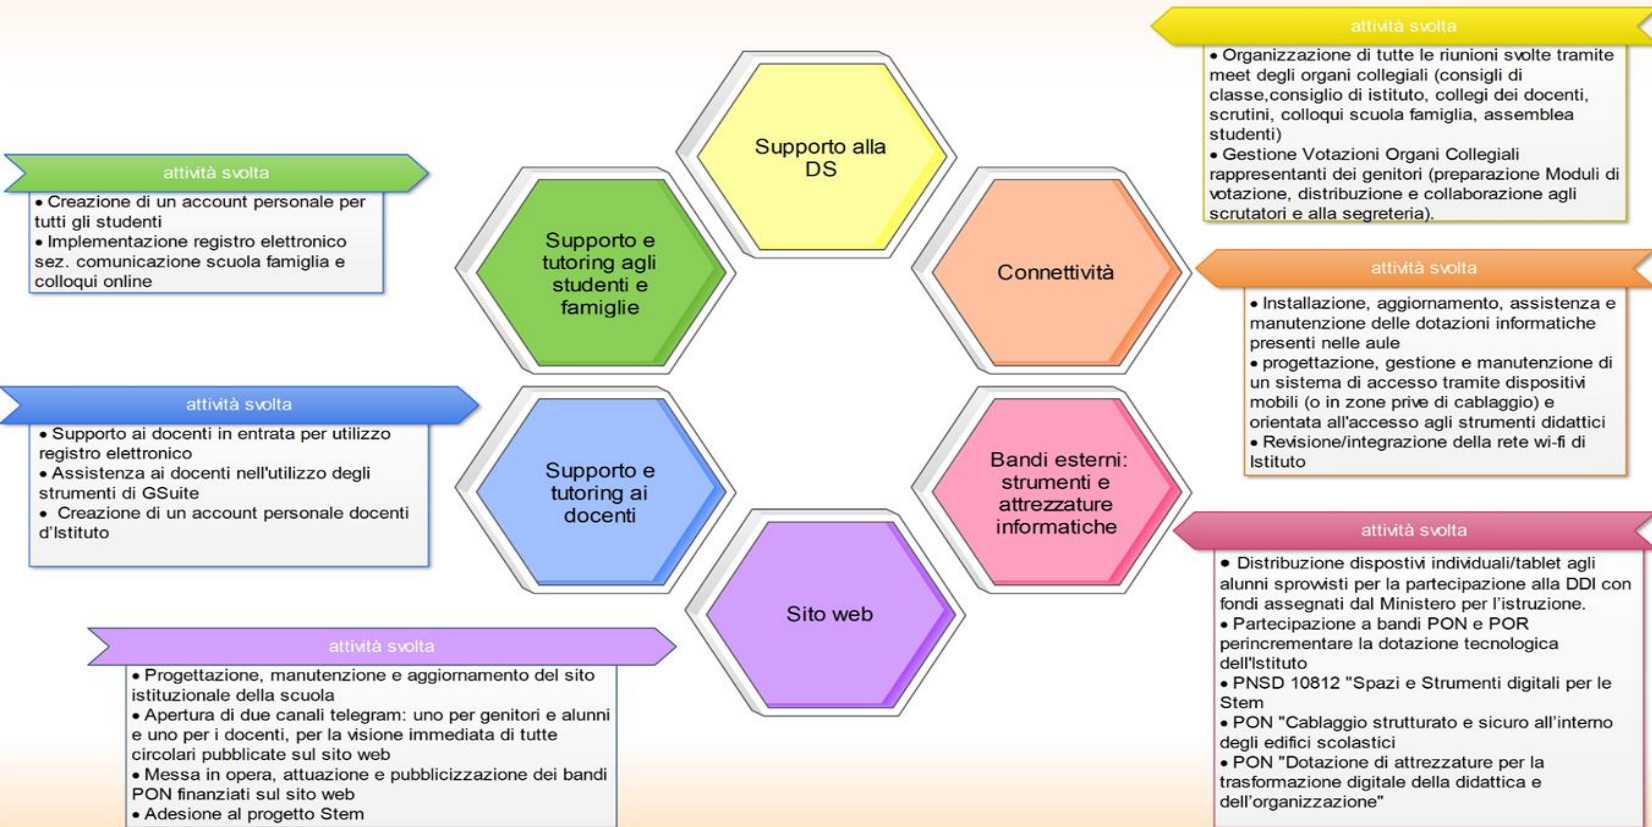 attività svolta
• Organizzazione di tutte le riunioni svolte tramite
meet degli organi collegiali (consigli di
classe,consiglio di istituto, collegi dei docenti,
scrutini, colloqui scuola famiglia, assemblea
studenti)
• Gestione Votazioni Organi Collegiali
rappresentanti dei genitori (preparazione Moduli di
votazione, distribuzione e collaborazione agli
scrutatori e alla segreteria).
Supporto alla
DS
attività svolta
• Creazione di un account personale per
tutti gli studenti
• Implementazione registro elettronico
sez. comunicazione scuola famiglia e
colloqui online
Supporto e
tutoring agli
studenti e
famiglie
Connettività
attività svolta
• Installazione, aggiornamento, assistenza e
manutenzione delle dotazioni informatiche
presenti nelle aule
• progettazione, gestione e manutenzione di
un sistema di accesso tramite dispositivi
mobili (o in zone prive di cablaggio) e
orientata all'accesso agli strumenti didattici
• Revisione/integrazione della rete wi-fi di
Istituto
attività svolta
• Supporto ai docenti in entrata per utilizzo
registro elettronico
• Assistenza ai docenti nell'utilizzo degli
strumenti di GSuite
• Creazione di un account personale docenti
d'Istituto
Supporto e
tutoring ai
docenti
Bandi esterni:
strumenti e
attrezzature
informatiche
attività svolta
• Distribuzione dispostivi individuali/tablet agli
alunni sprovvisti per la partecipazione alla DDI con
fondi assegnati dal Ministero per l'istruzione.
• Partecipazione a bandi PON e POR
perincrementare la dotazione tecnologica
dell'Istituto
• PNSD 10812 "Spazi e Strumenti digitali per le
Stem
• PON "Cablaggio strutturato e sicuro all'interno
degli edifici scolastici
• PON "Dotazione di attrezzature per la
trasformazione digitale della didattica e
dell'organizzazione"
Sito web
attività svolta
• Progettazione, manutenzione e aggiornamento del sito
istituzionale della scuola
• Apertura di due canali telegram: uno per genitori e alunni
e uno per i docenti, per la visione immediata di tutte
circolari pubblicate sul sito web
• Messa in opera, attuazione e pubblicizzazione dei bandi
PON finanziati sul sito web
• Adesione al progetto Stem